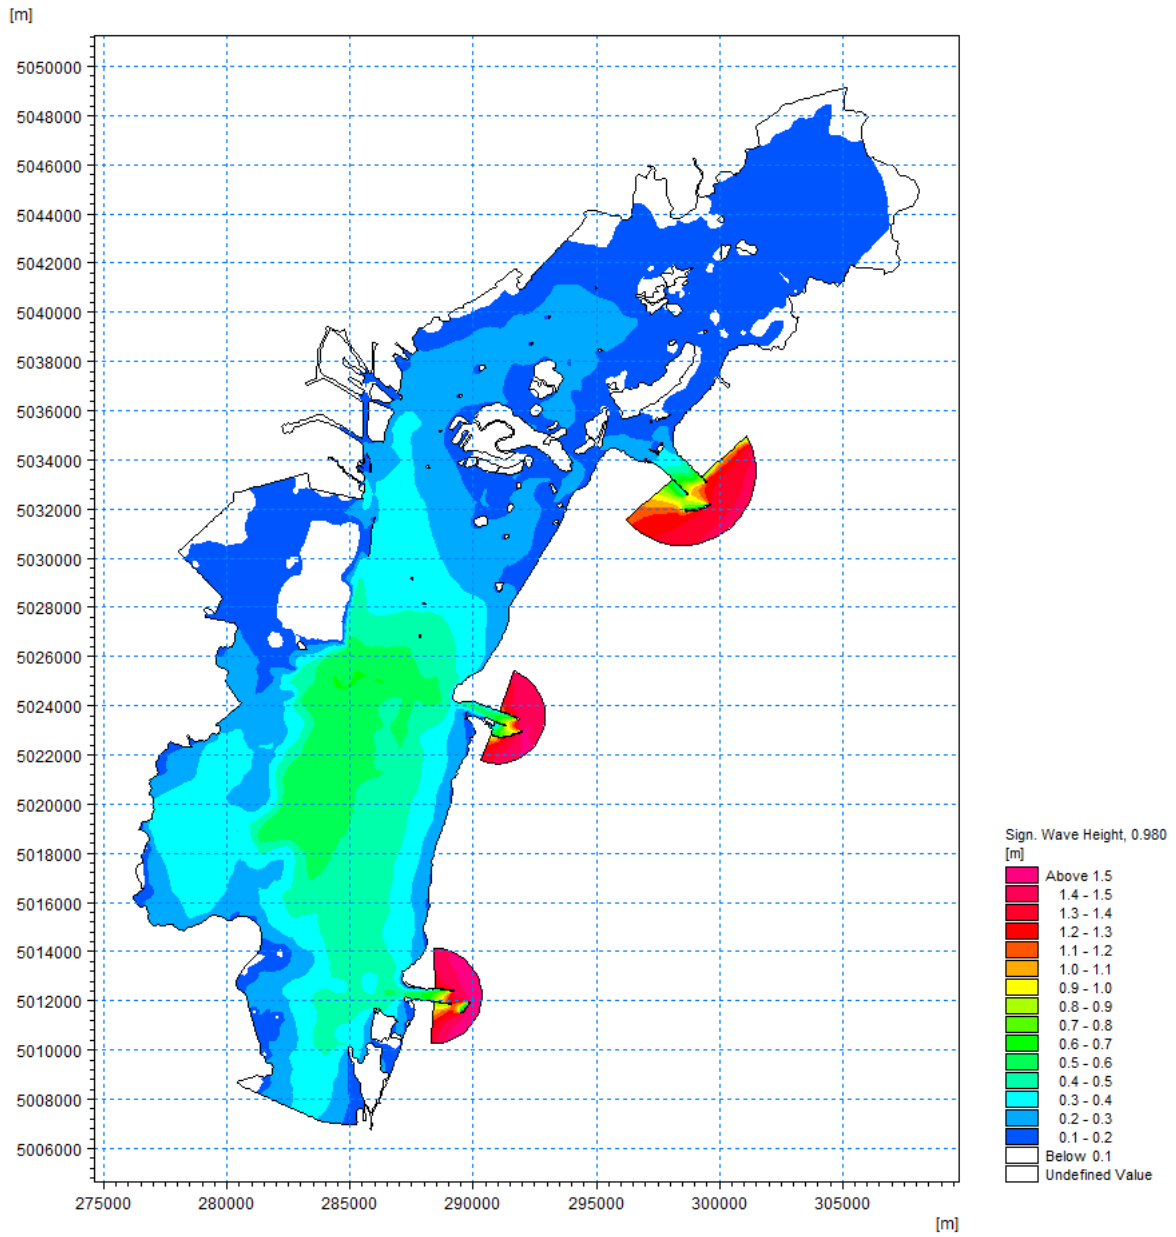 [m]
5050000
5048000
5046000
5044000
5042000
5040000
5038000
5036000
5034000
5032000
5030000
5028000
5026000
5024000
5022000
5020000
5018000
5016000
5014000
5012000
5010000
5008000
5006000
275000 280000 285000 290000 295000 300000 305000
[m]
Sign. Wave Height, 0.980
[m]
Above 1.5
1.4 - 1.5
1.3 - 1.4
1.2 - 1.3
1.1 - 1.2
1.0 - 1.1
0.9 - 1.0
0.8 - 0.9
0.7 - 0.8
0.6 - 0.7
0.5 - 0.6
0.4 - 0.5
0.3 - 0.4
0.2 - 0.3
0.1 - 0.2
Below 0.1
Undefined Value